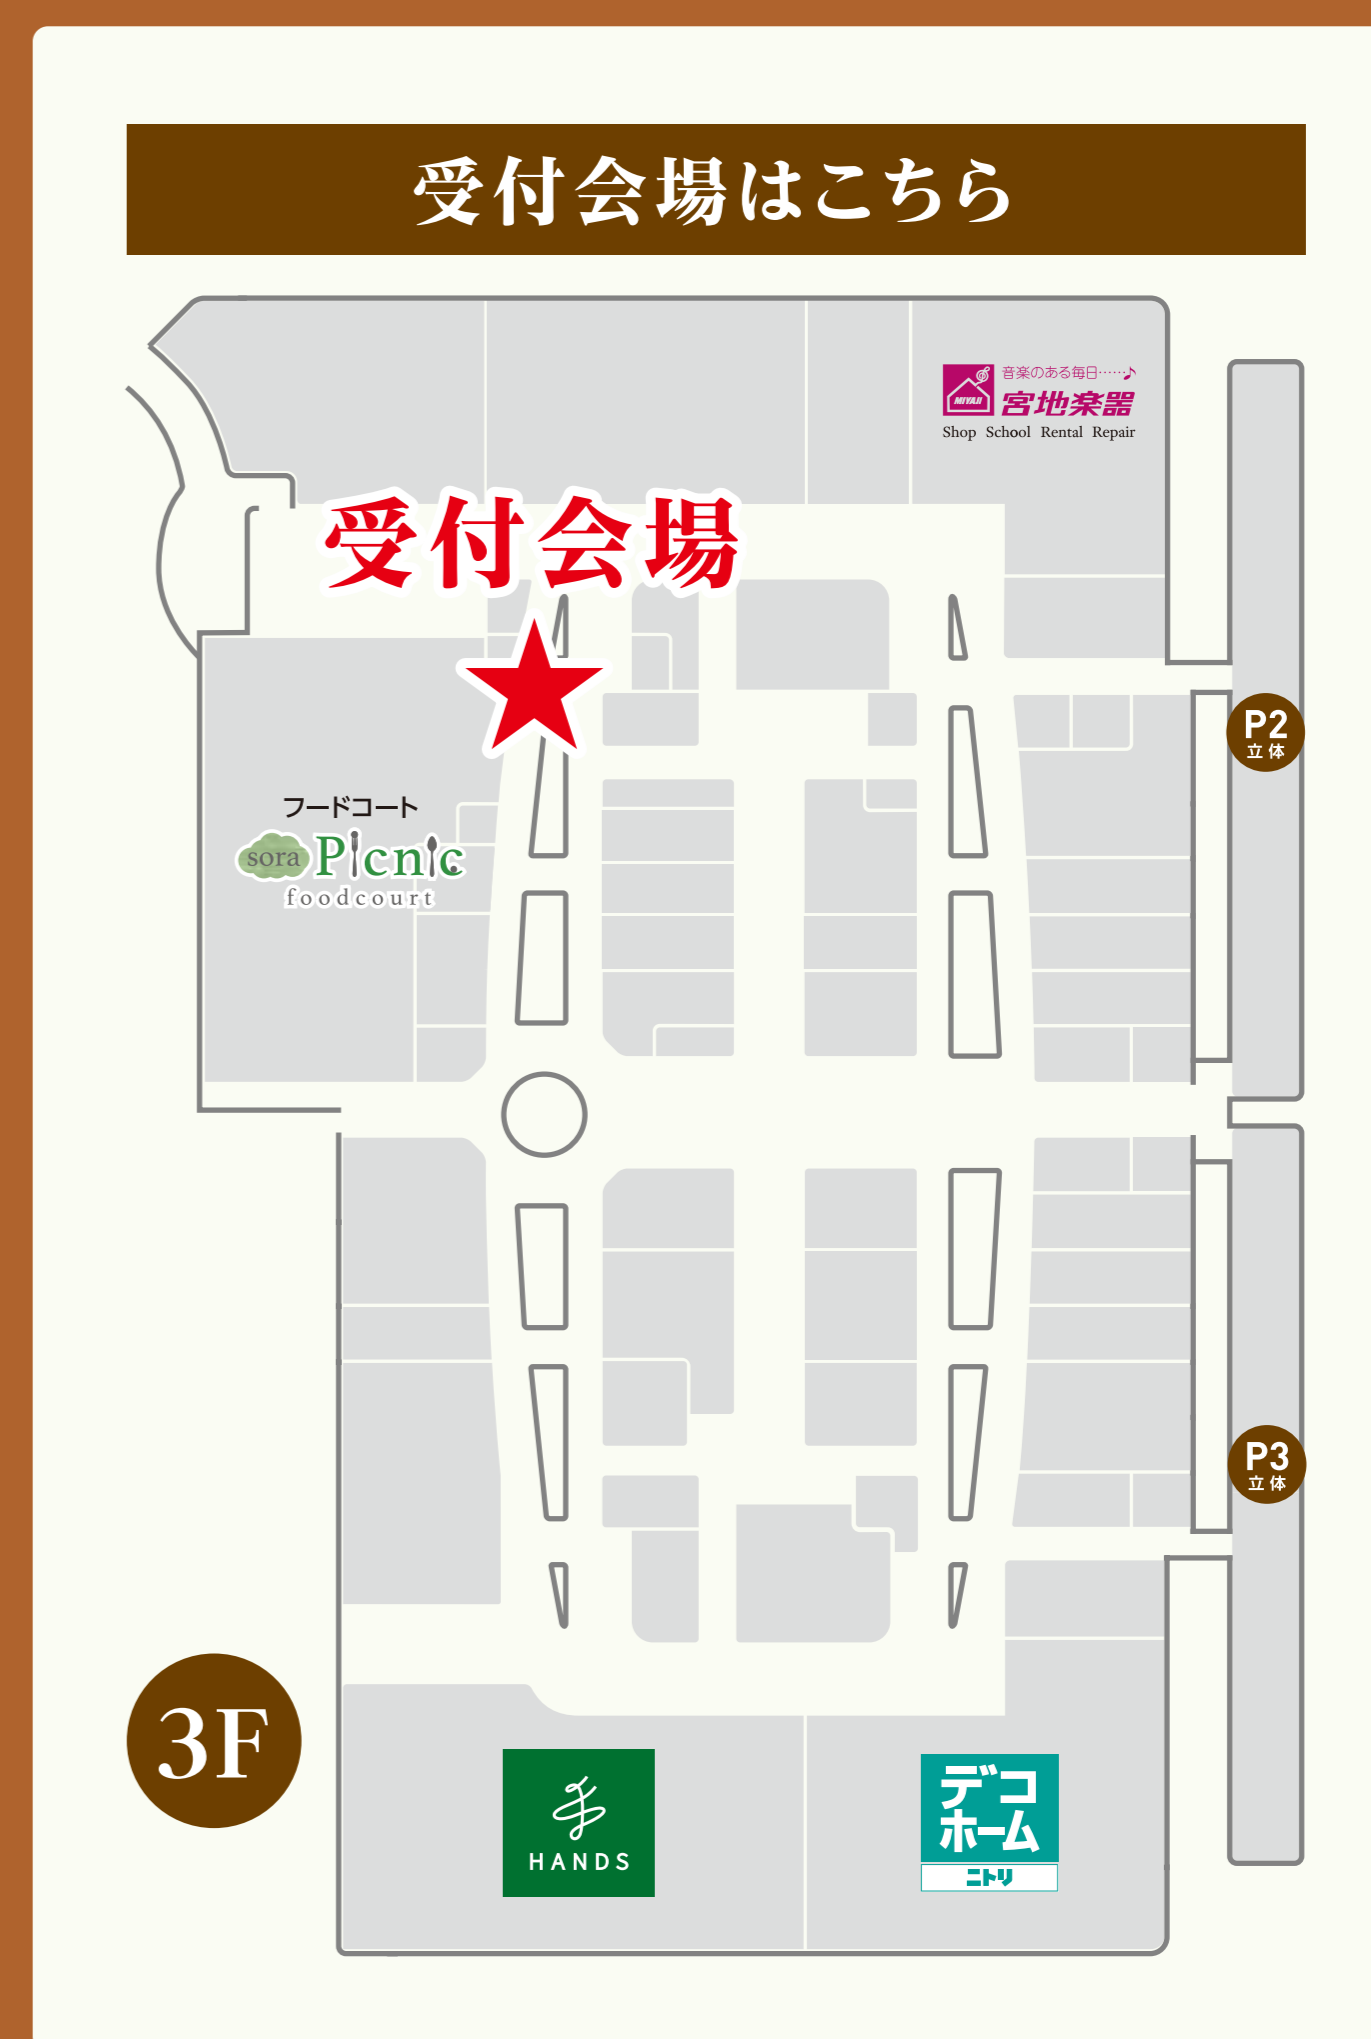 受付会場はこちら
音楽のある毎日……♪
MIYAJI
宮地楽器
Shop School Rental Repair
受付会場
P2
立体
フードコート
sora Picnic
foodcourt
P3
立体
3F
HANDS
デコ
ホーム
ニトリ